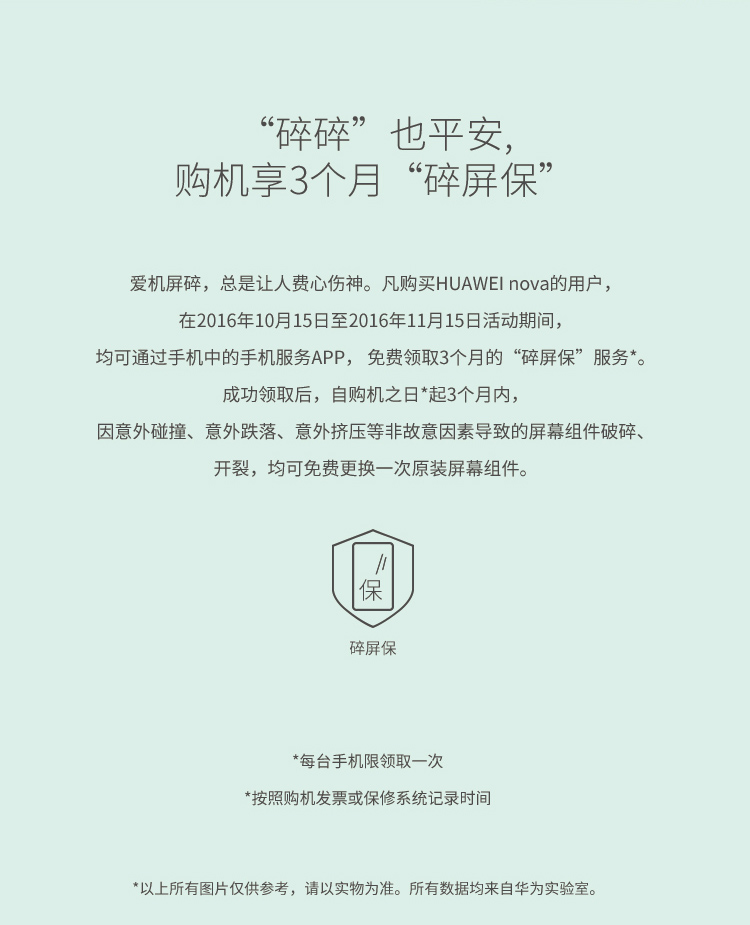 “碎碎”也平安,
购机享3个月“碎屏保”
爱机屏碎，总是让人费心伤神。凡购买HUAWEI nova的用户，
在2016年10月15日至2016年11月15日活动期间，
均可通过手机中的手机服务APP， 免费领取3个月的“碎屏保”服务*。
成功领取后，自购机之日*起3个月内，
因意外碰撞、意外跌落、意外挤压等非故意因素导致的屏幕组件破碎、
开裂，均可免费更换一次原装屏幕组件。
保
碎屏保
*每台手机限领取一次
*按照购机发票或保修系统记录时间
*以上所有图片仅供参考，请以实物为准。所有数据均来自华为实验室。